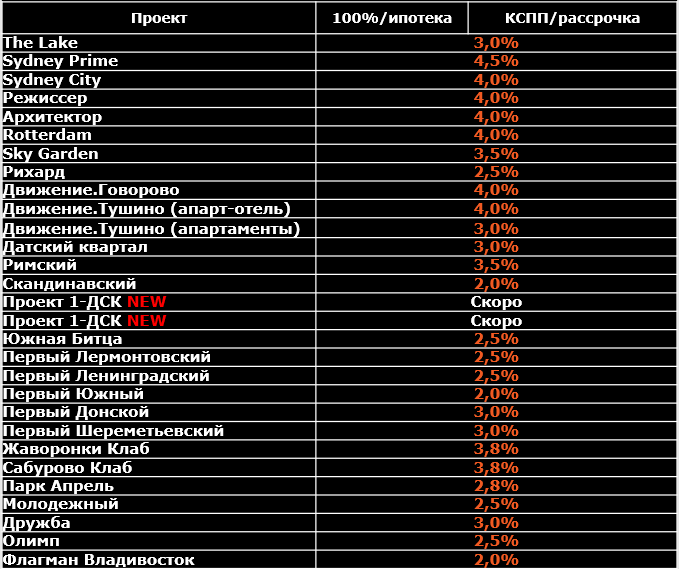 Проект 100%/ипотека КСПП/рассрочка
The Lake 3,0%
Sydney Prime 4,5%
Sydney City 4,0%
Режиссер 4,0%
Архитектор 4,0%
Rotterdam 4,0%
Sky Garden 3,5%
Рихард 2,5%
Движение.Говорово 4,0%
Движение.Тушино (апарт-отель) 4,0%
Движение.Тушино (апартаменты) 3,0%
Датский квартал 3,0%
Римский 3,5%
Скандинавский 2,0%
Проект 1-ДСК NEW Скоро
Проект 1-ДСК NEW Скоро
Южная Битца 2,5%
Первый Лермонтовский 2,5%
Первый Ленинградский 2,5%
Первый Южный 2,0%
Первый Донской 3,0%
Первый Шереметьевский 3,0%
Жаворонки Клаб 3,8%
Сабурово Клаб 3,8%
Парк Апрель 2,8%
Молодежный 2,5%
Дружба 3,0%
Олимп 2,5%
Флагман Владивосток 2,0%